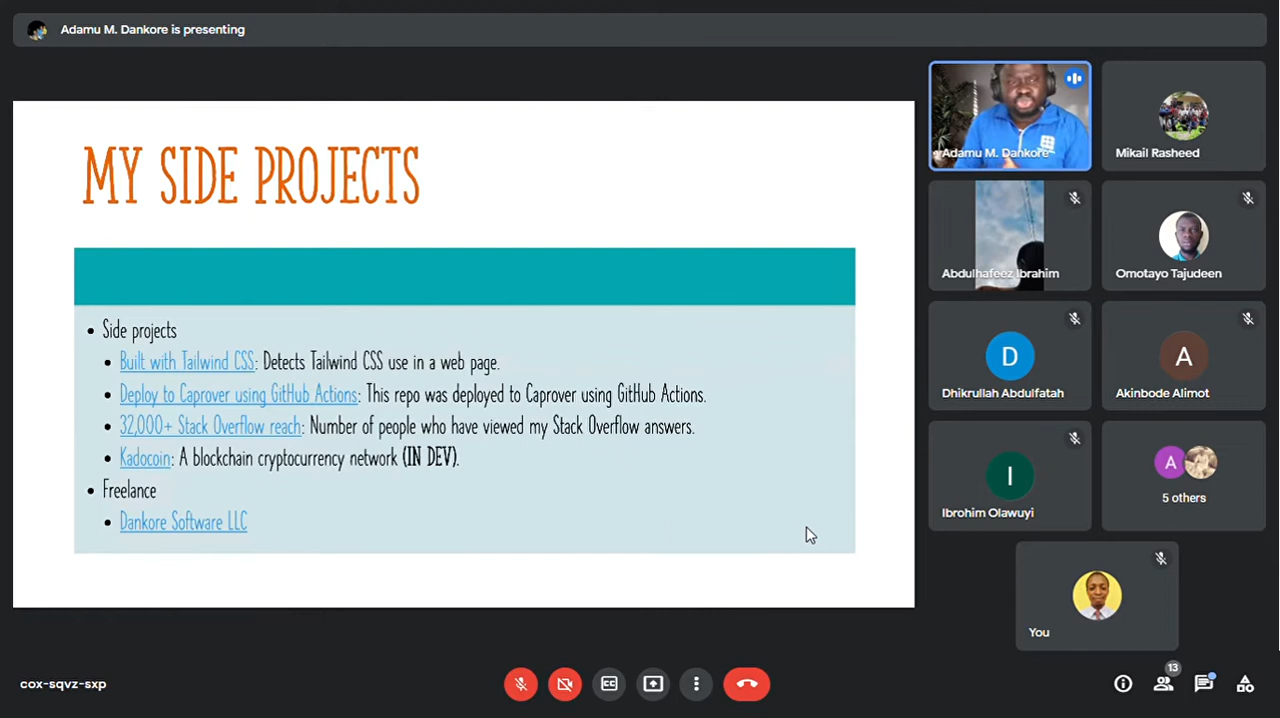 Adamu M. Dankore is presenting
MY SIDE PROJECTS
• Side projects
• Built with Tailwind CSS: Detects Tailwind CSS use in a web page.
• Deploy to Caprover using GitHub Actions: This repo was deployed to Caprover using GitHub Actions.
• 32,000+ Stack Overflow reach: Number of people who have viewed my Stack Overflow answers.
• Kadocoin: A blockchain cryptocurrency network (IN DEV).
• Freelance
• Dankore Software LLC
Adamu M. Dankore
Mikail Rasheed
Abdulhafeez Ibrahim
Omotayo Tajudeen
D
Dhikrullah Abdulfatah
A
Akinbode Alimot
I
Ibrohim Olawuyi
A
5 others
You
cox-sqvz-sxp
CC
13